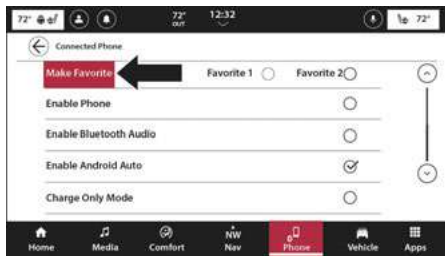 72° 72° OUT 12:32 72°
Connected Phone
Make Favorite Favorite 1 Favorite 2
Enable Phone
Enable Bluetooth Audio
Enable Android Auto
Charge Only Mode
NW
Home Media Comfort Nav Phone Vehicle Apps